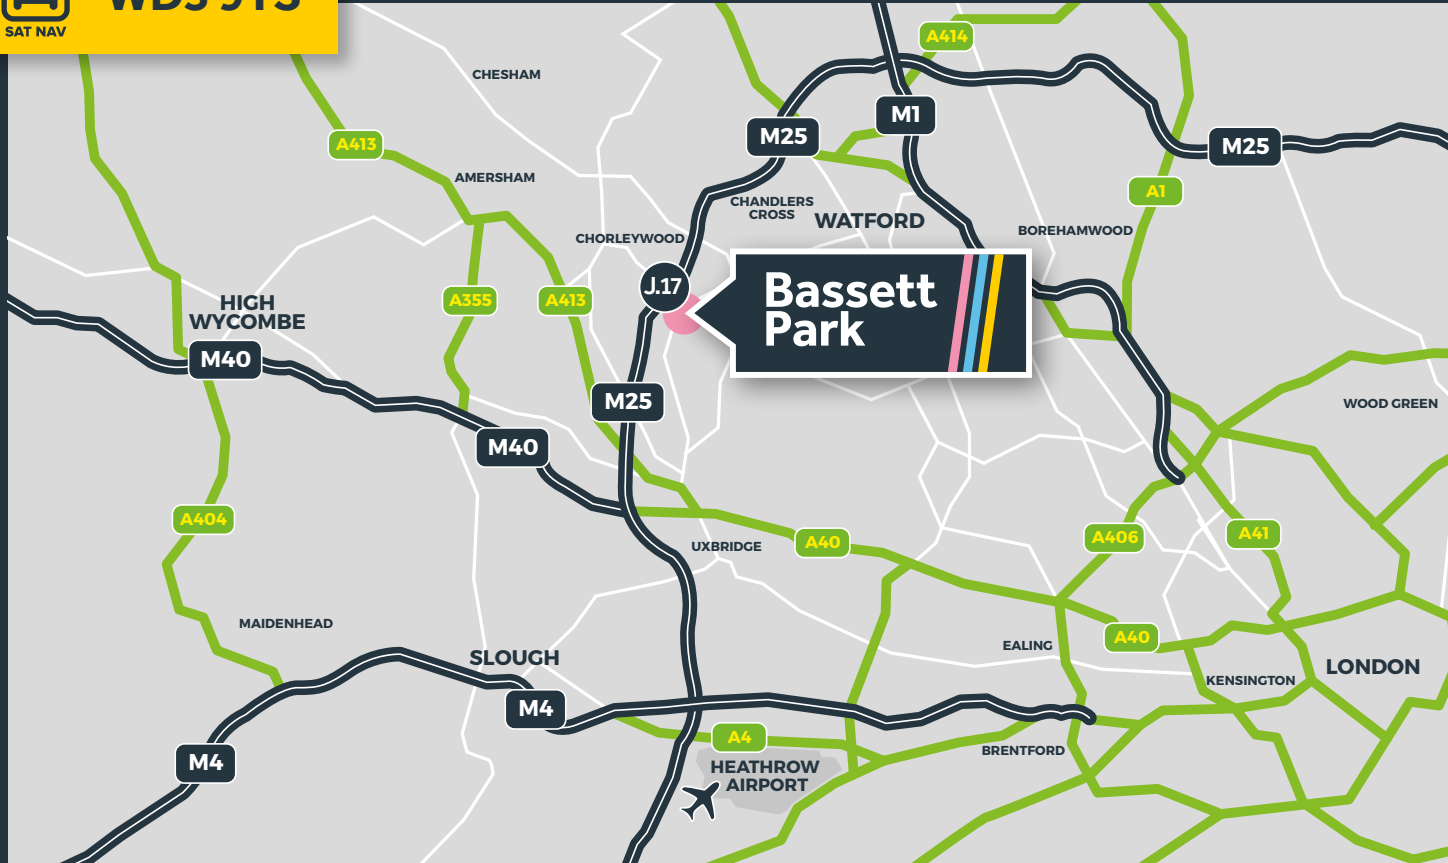 SAT NAV
A414
CHESHAM
M1
M25
A413
M25
AMERSHAM
A1
CHANDLERS
CROSS
WATFORD
BOREHAMWOOD
CHORLEYWOOD
J.17
Bassett
Park
A355
A413
HIGH
WYCOMBE
M40
M25
WOOD GREEN
M40
A404
A40
UXBRIDGE
A406
A41
MAIDENHEAD
A40
EALING
SLOUGH
LONDON
KENSINGTON
M4
A4
BRENTFORD
M4
HEATHROW
AIRPORT